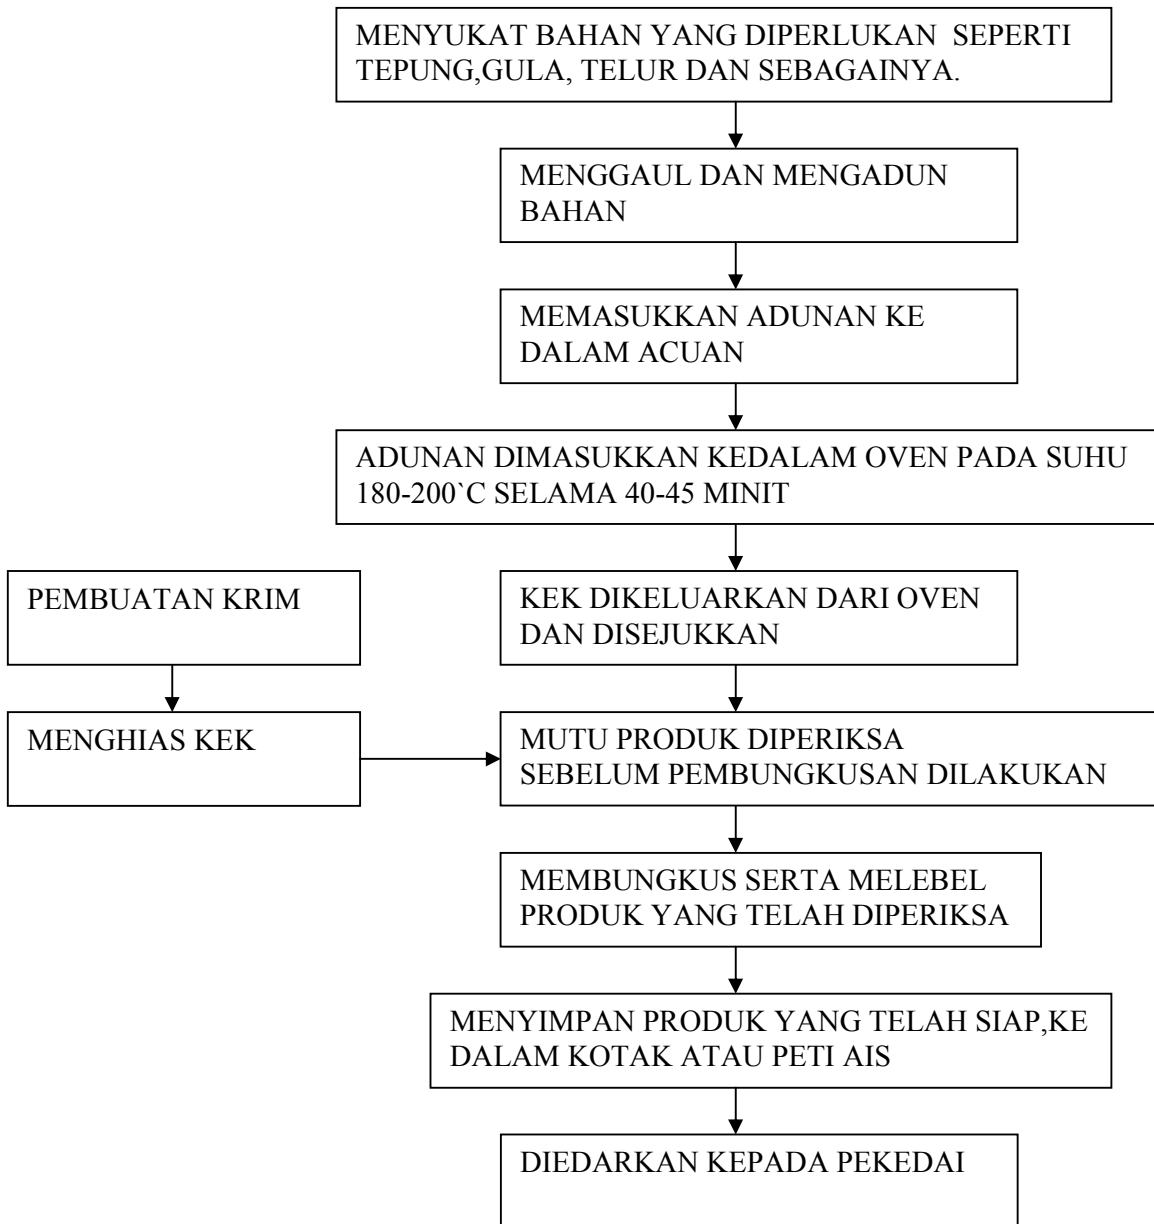 MENYUKAT BAHAN YANG DIPERLUKAN  SEPERTI
TEPUNG,GULA, TELUR DAN SEBAGAINYA.
MENGGAUL DAN MENGADUN
BAHAN
MEMASUKKAN ADUNAN KE
DALAM ACUAN
ADUNAN DIMASUKKAN KEDALAM OVEN PADA SUHU
180-200`C SELAMA 40-45 MINIT
PEMBUATAN KRIM
KEK DIKELUARKAN DARI OVEN
DAN DISEJUKKAN
MENGHIAS KEK
MUTU PRODUK DIPERIKSA
SEBELUM PEMBUNGKUSAN DILAKUKAN
MEMBUNGKUS SERTA MELEBEL
PRODUK YANG TELAH DIPERIKSA
MENYIMPAN PRODUK YANG TELAH SIAP,KE
DALAM KOTAK ATAU PETI AIS
DIEDARKAN KEPADA PEKEDAI